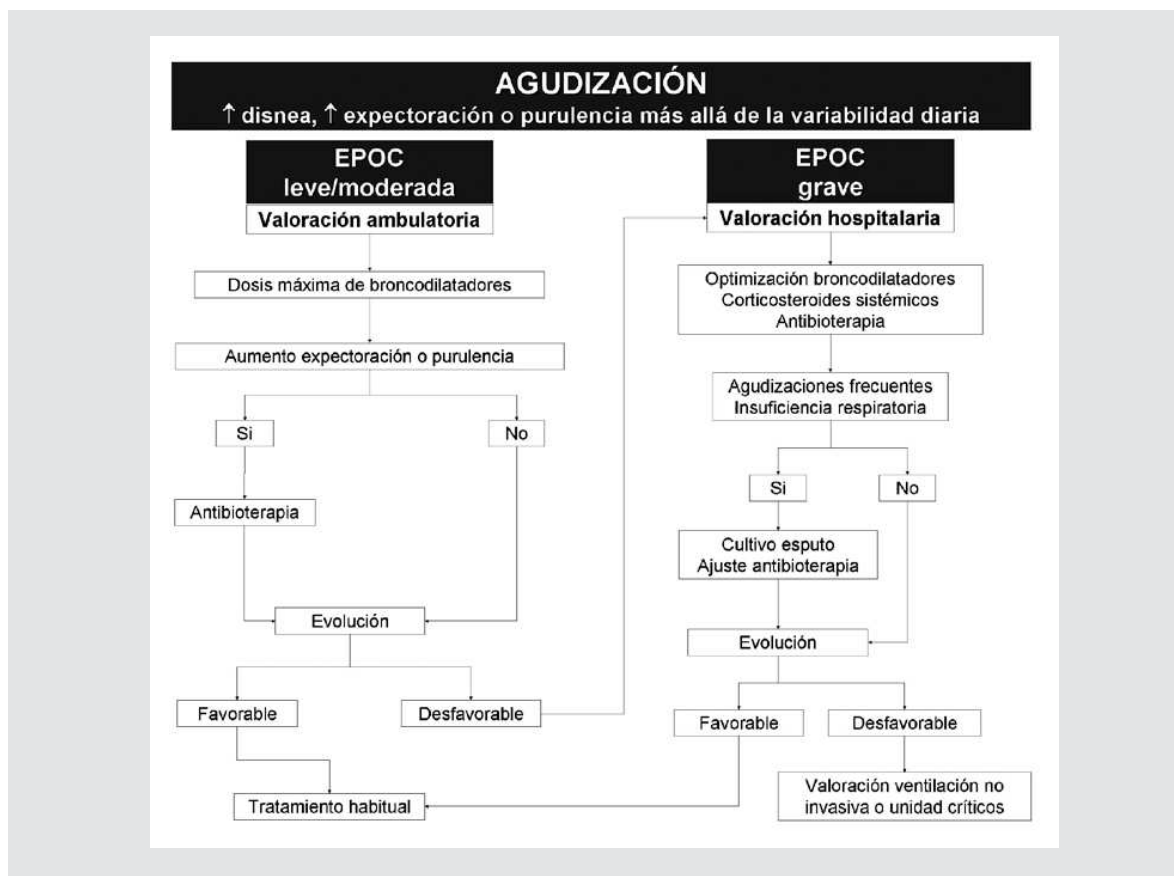 AGUDIZACIÓN
↑ disnea, ↑ expectoración o purulencia más allá de la variabilidad diaria
EPOC
leve/moderada
Valoración ambulatoria
Dosis máxima de broncodilatadores
Aumento expectoración o purulencia
Si
No
Antibioterapia
Evolución
Favorable
Desfavorable
Tratamiento habitual
EPOC
grave
Valoración hospitalaria
Optimización broncodilatadores
Corticosteroides sistémicos
Antibioterapia
Agudizaciones frecuentes
Insuficiencia respiratoria
Si
No
Cultivo esputo
Ajuste antibioterapia
Evolución
Favorable
Desfavorable
Valoración ventilación no
invasiva o unidad críticos